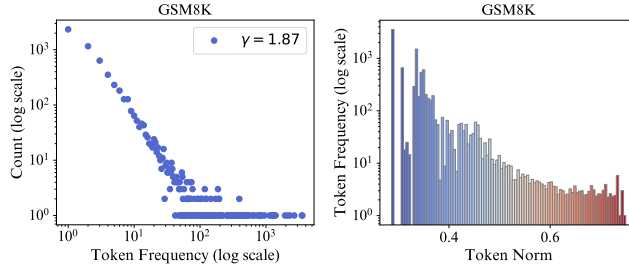 GSM8K
Count (log scale)
10³
10²
10¹
10⁰
γ = 1.87
10⁰ 10¹ 10² 10³
Token Frequency (log scale)
GSM8K
Token Frequency (log scale)
10³
10²
10¹
10⁰
0.4 0.6
Token Norm